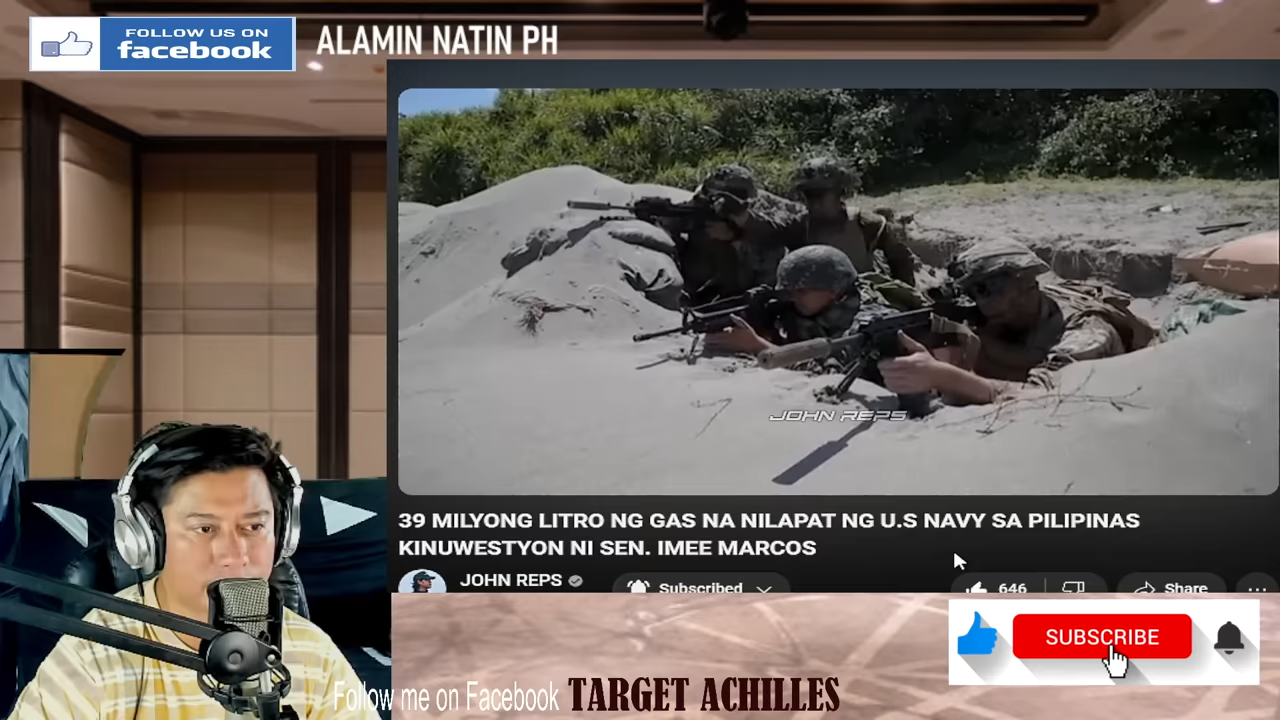 FOLLOW US ON
facebook
ALAMIN NATIN PH
JOHN REPS
39 MILYONG LITRO NG GAS NA NILAPAT NG U.S NAVY SA PILIPINAS
KINUWESTYON NI SEN. IMEE MARCOS
JOHN REPS
Subscribed
646
Share
SUBSCRIBE
Follow me on Facebook TARGET ACHILLES